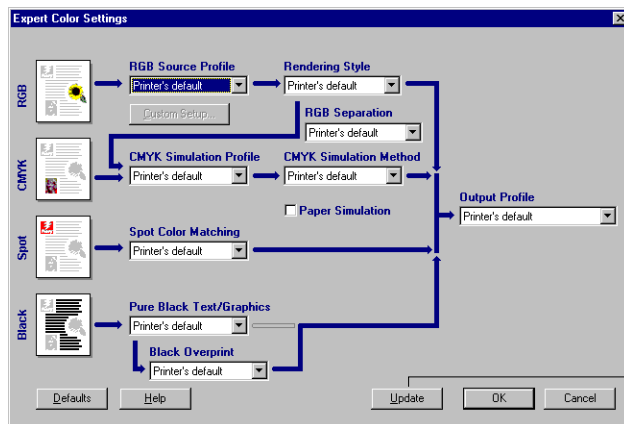 Expert Color Settings
RGB
RGB Source Profile
Rendering Style
Printer's default
Printer's default
Custom Setup...
RGB Separation
Printer's default
CMYK
CMYK Simulation Profile
CMYK Simulation Method
Printer's default
Printer's default
Output Profile
Printer's default
Paper Simulation
Spot
Spot Color Matching
Printer's default
Black
Pure Black Text/Graphics
Printer's default
Black Overprint
Printer's default
Defaults
Help
Update
OK
Cancel